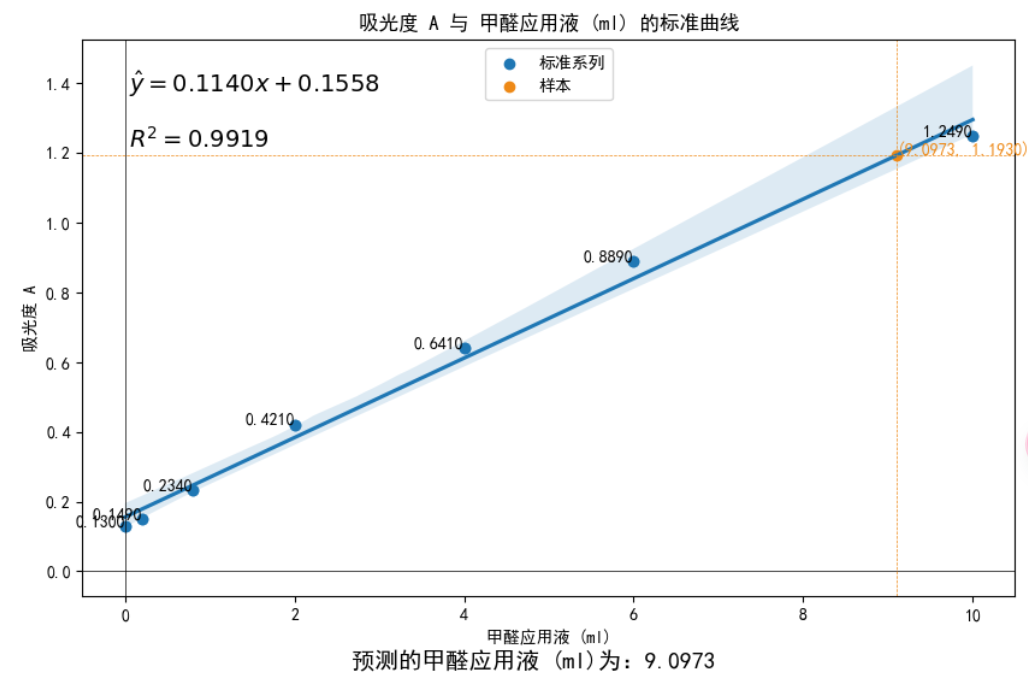 吸光度 A 与 甲醛应用液 (ml) 的标准曲线
ŷ = 0.1140x + 0.1558
R² = 0.9919
标准系列
样本
1.4
1.2
1.0
0.8
0.6
0.4
0.2
0.0
吸光度 A
0.1300
0.1490
0.2340
0.4210
0.6410
0.8890
1.2490
(9.0973, 1.1930)
0
2
4
6
8
10
甲醛应用液 (ml)
预测的甲醛应用液 (ml)为: 9.0973